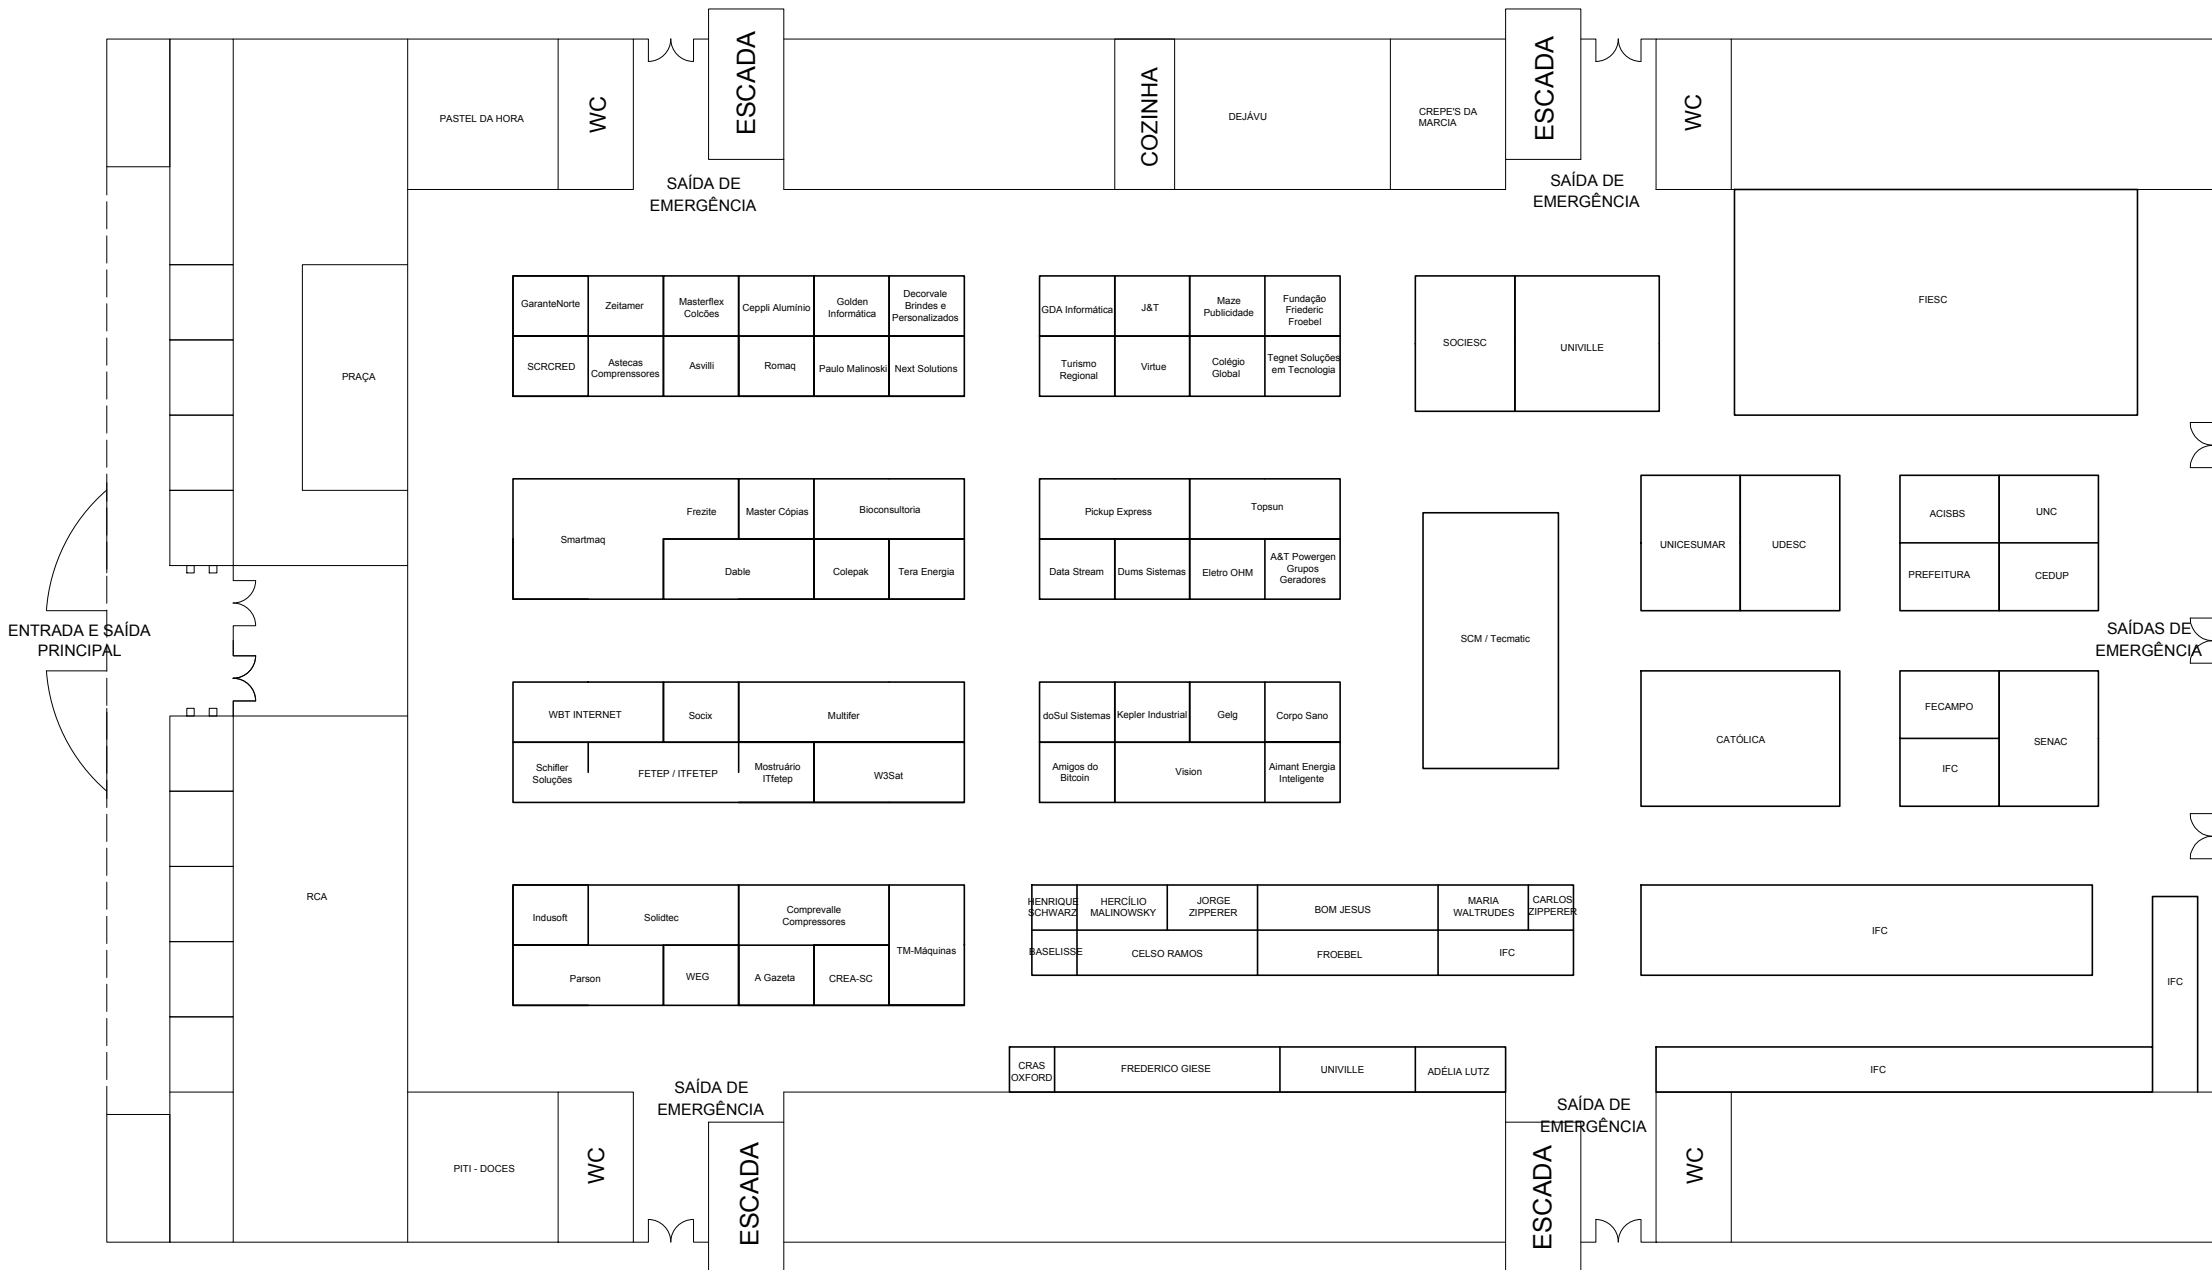 ESCADA
ESCADA
PASTEL DA HORA
WC
COZINHA
DEJÁVU
CREPE'S DA
MARCIA
WC
SAÍDA DE
EMERGÊNCIA
SAÍDA DE
EMERGÊNCIA
GaranteNorte
Zeitamer
Masterflex
Colcões
Ceppli Alumínio
Golden
Informática
Decorvale
Brindes e
Personalizados
SCRCRED
Astecas
Comprenssores
Asvilli
Romaq
Paulo Malinoski
Next Solutions
GDA Informática
J&T
Maze
Publicidade
Fundação
Friederic
Froebel
Turismo
Regional
Virtue
Colégio
Global
Tegnet Soluções
em Tecnologia
SOCIESC
UNIVILLE
FIESC
PRAÇA
Smartmaq
Frezite
Master Cópias
Bioconsultoria
Dable
Colepak
Tera Energia
Pickup Express
Topsun
Data Stream
Dums Sistemas
Eletro OHM
A&T Powergen
Grupos
Geradores
UNICESUMAR
UDESC
ACISBS
UNC
PREFEITURA
CEDUP
ENTRADA E SAÍDA
PRINCIPAL
SCM / Tecmatic
SAÍDAS DE
EMERGÊNCIA
WBT INTERNET
Socix
Multifer
Schifler
Soluções
FETEP / ITFETEP
Mostruário
ITfetep
W3Sat
doSul Sistemas
Kepler Industrial
Gelg
Corpo Sano
Amigos do
Bitcoin
Vision
Aimant Energia
Inteligente
CATÓLICA
FECAMPO
IFC
SENAC
RCA
Indusoft
Solidtec
Comprevalle
Compressores
TM-Máquinas
Parson
WEG
A Gazeta
CREA-SC
HENRIQUE
SCHWARZ
HERCÍLIO
MALINOWSKY
JORGE
ZIPPERER
BOM JESUS
MARIA
WALTRUDES
CARLOS
ZIPPERER
BASELISSE
CELSO RAMOS
FROEBEL
IFC
IFC
IFC
CRAS
OXFORD
FREDERICO GIESE
UNIVILLE
ADÉLIA LUTZ
IFC
SAÍDA DE
EMERGÊNCIA
SAÍDA DE
EMERGÊNCIA
PITI - DOCES
WC
ESCADA
ESCADA
WC